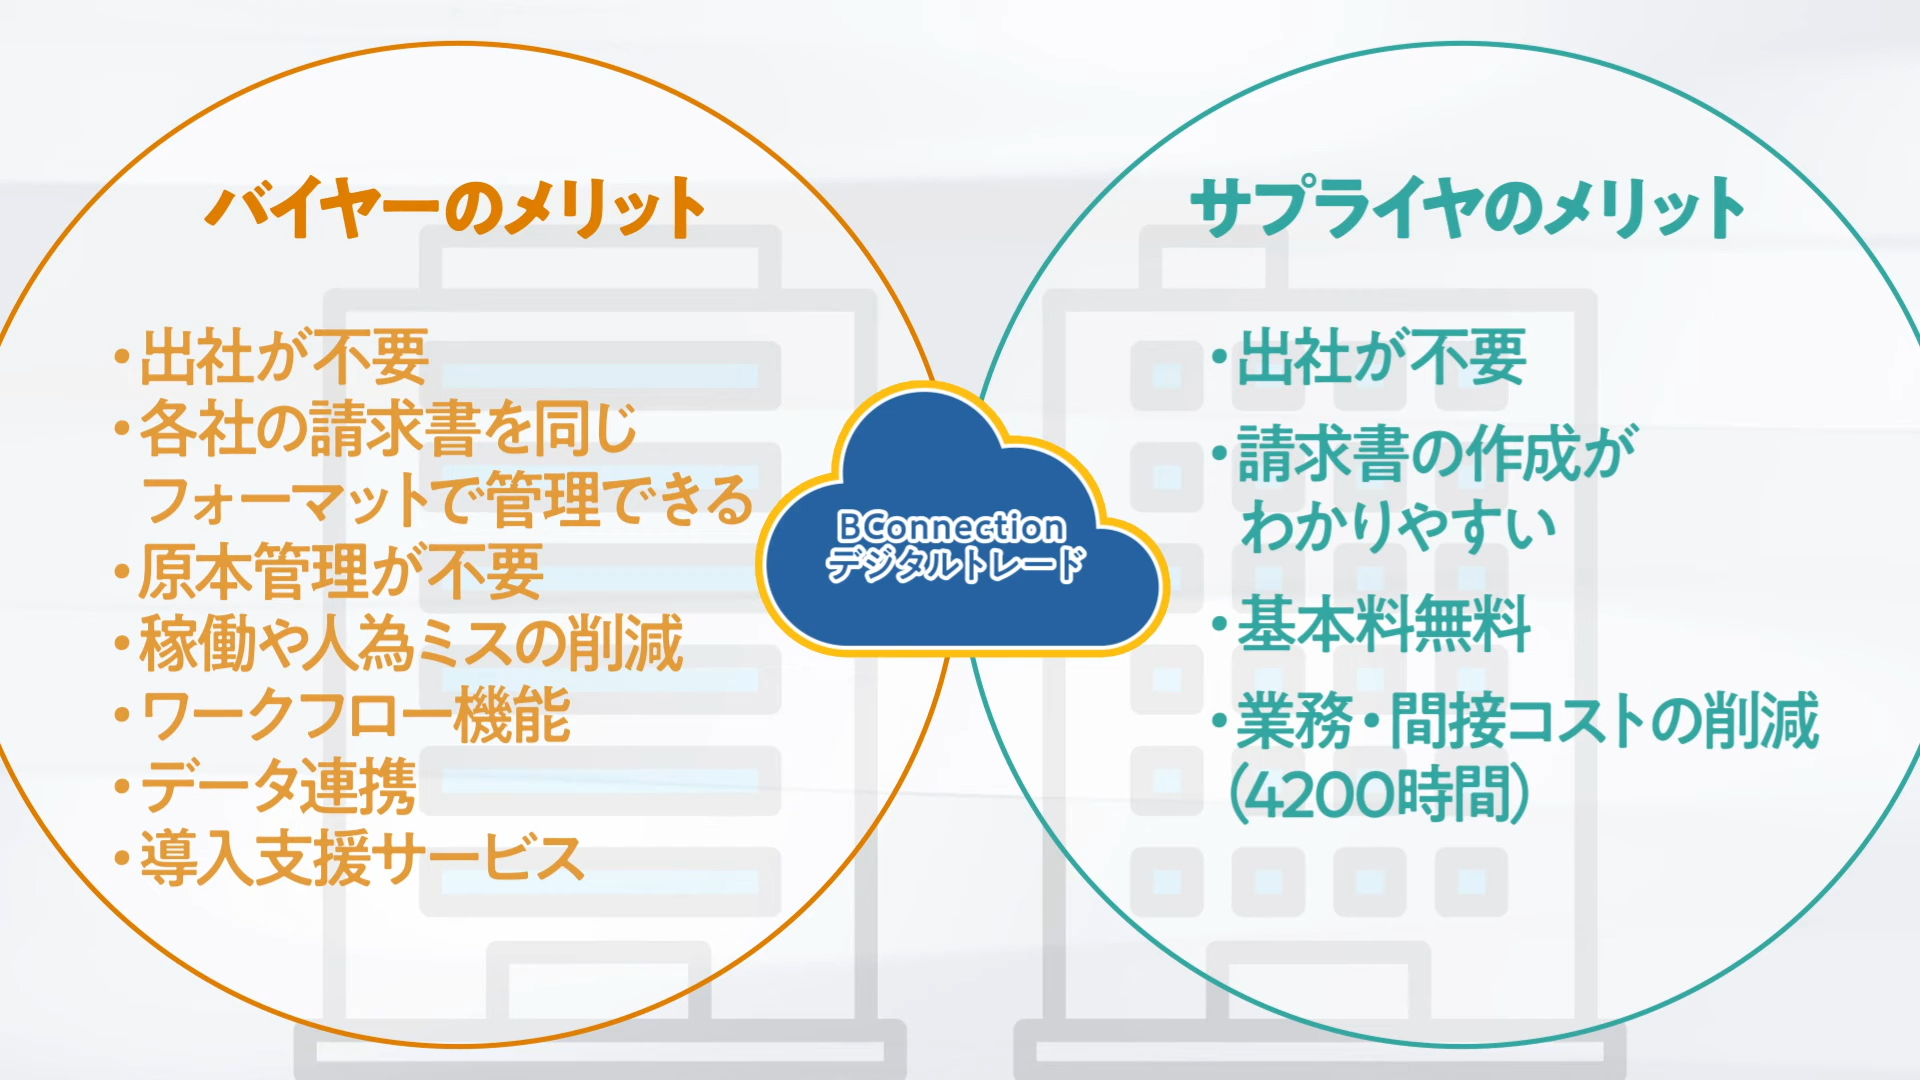 バイヤーのメリット
・出社が不要
・各社の請求書を同じ
フォーマットで管理できる
・原本管理が不要
・稼働や人為ミスの削減
・ワークフロー機能
・データ連携
・導入支援サービス
BConnection
デジタルトレード
サプライヤのメリット
・出社が不要
・請求書の作成が
わかりやすい
・基本料無料
・業務・間接コストの削減
(4200時間)